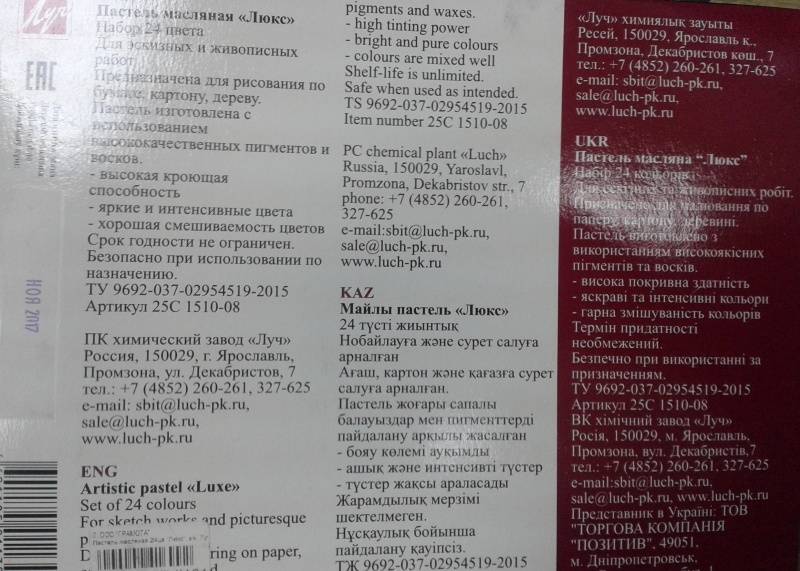 Луч
Пастель масляная «Люкс»
Набор 24 цвета
Для эскизных и живописных
работ
Предназначена для рисования по
бумаге, картону, дереву.
Пастель изготовлена с
использованием
высококачественных пигментов и
восков.
- высокая кроющая
способность
- яркие и интенсивные цвета
- хорошая смешиваемость цветов
Срок годности не ограничен.
Безопасно при использовании по
назначению.
ТУ 9692-037-02954519-2015
Артикул 25С 1510-08
ПК химический завод «Луч»
Россия, 150029, г. Ярославль,
Промзона, ул. Декабристов, 7
тел.: +7 (4852) 260-261, 327-625
e-mail: sbit@luch-pk.ru,
sale@luch-pk.ru,
www.luch-pk.ru
ENG
Artistic pastel «Luxe»
Set of 24 colours
For sketch works and picturesque
ring on paper,
ООО "ГРАМОТА"
Пастель масляная 24цв "Люкс"
EAC
НОЯ 2017
pigments and waxes.
- high tinting power
- bright and pure colours
- colours are mixed well
Shelf-life is unlimited.
Safe when used as intended.
TS 9692-037-02954519-2015
Item number 25C 1510-08
PC chemical plant «Luch»
Russia, 150029, Yaroslavl,
Promzona, Dekabristov str., 7
phone: +7 (4852) 260-261,
327-625
e-mail:sbit@luch-pk.ru,
sale@luch-pk.ru,
www.luch-pk.ru
KAZ
Майлы пастель «Люкс»
24 түсті жиынтық
Нобайлауға және сурет салуға
арналған
Ағаш, картон және қағазға сурет
салуға арналған.
Пастель жоғары сапалы
балауыздар мен пигменттерді
пайдалану арқылы жасалған
- бояу көлемі ауқымды
- ашық және интенсивті түстер
- түстер жақсы араласады
Жарамдылық мерзімі
шектелмеген.
Нұсқаулық бойынша
пайдалану қауіпсіз.
ТЖ 9692-037-02954519-2015
«Луч» химиялық зауыты
Ресей, 150029, Ярославль қ.,
Промзона, Декабристов көш., 7
тел.: +7 (4852) 260-261, 327-625
e-mail: sbit@luch-pk.ru
sale@luch-pk.ru,
www.luch-pk.ru
UKR
Пастель масляна “Люкс”
Набір 24 кольорів
Для ескізних та живописних робіт.
Призначено для малювання по
паперу, картону, деревині.
Пастель виготовлено з
використанням високоякісних
пігментів та восків.
- висока покривна здатність
- яскраві та інтенсивні кольори
- гарна змішуваність кольорів
Термін придатності
необмежений.
Безпечно при використанні за
призначенням.
ТУ 9692-037-02954519-2015
Артикул 25С 1510-08
ВК хімічний завод «Луч»
Росія, 150029, м. Ярославль,
Промзона, вул. Декабристів,7
тел.: +7 (4852) 260-261, 327-625
e-mail:sbit@luch-pk.ru,
sale@luch-pk.ru, www.luch-pk.ru
Представник в Україні: ТОВ
"ТОРГОВА КОМПАНІЯ
"ПОЗИТИВ", 49051,
м. Дніпропетровськ,